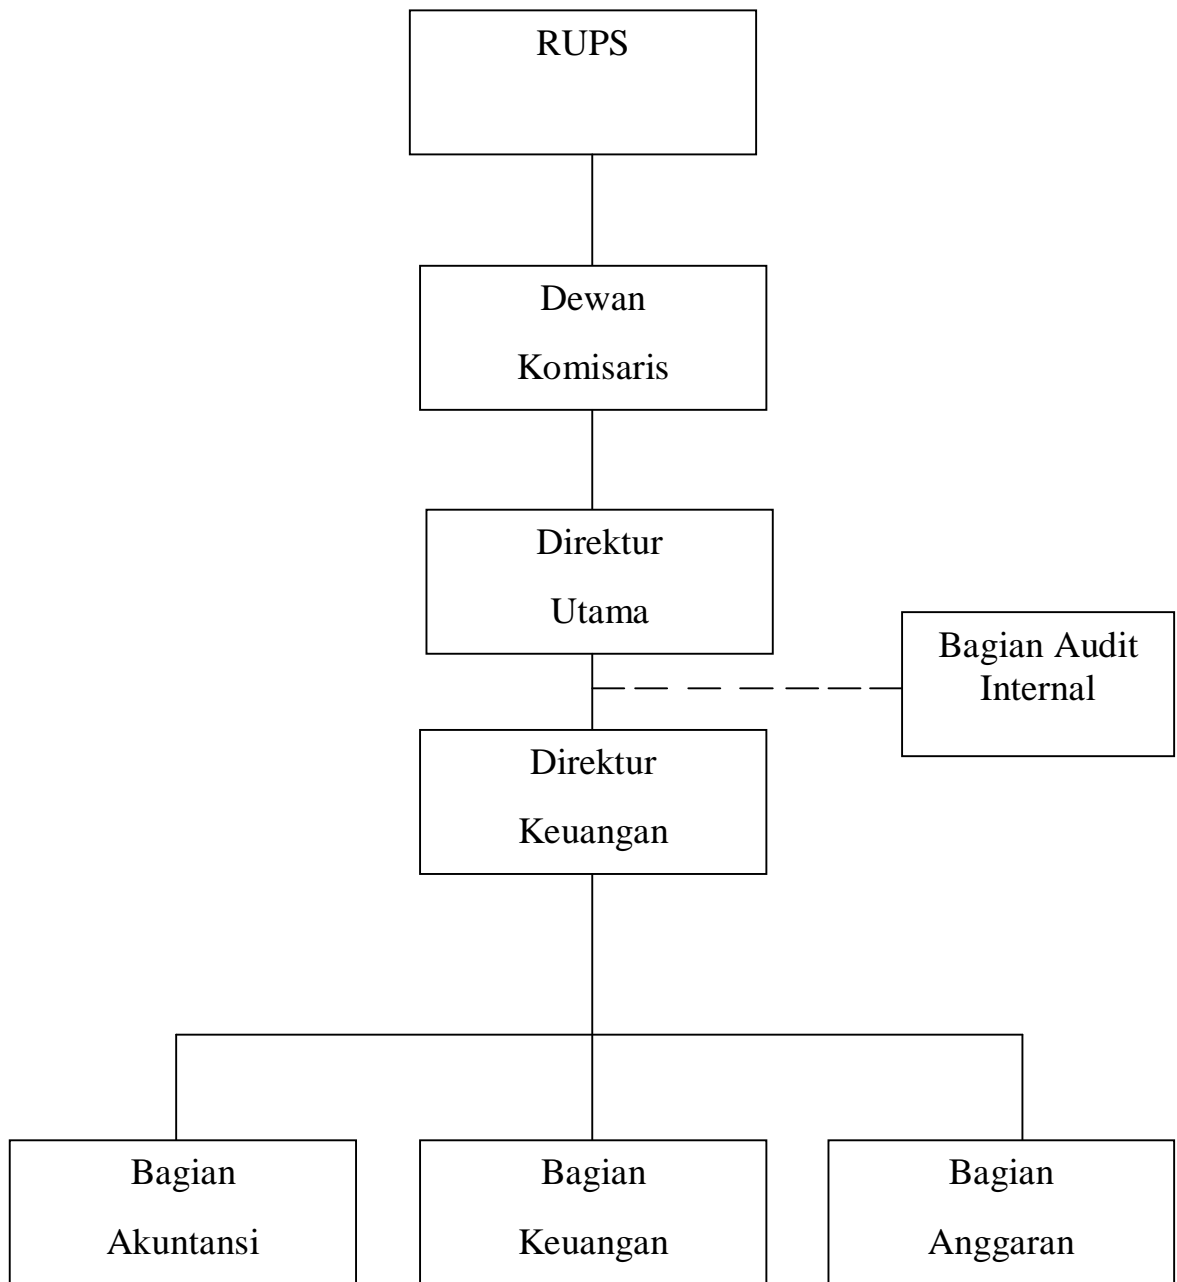 RUPS
Dewan
Komisaris
Direktur
Utama
Bagian Audit
Internal
Direktur
Keuangan
Bagian
Akuntansi
Bagian
Keuangan
Bagian
Anggaran